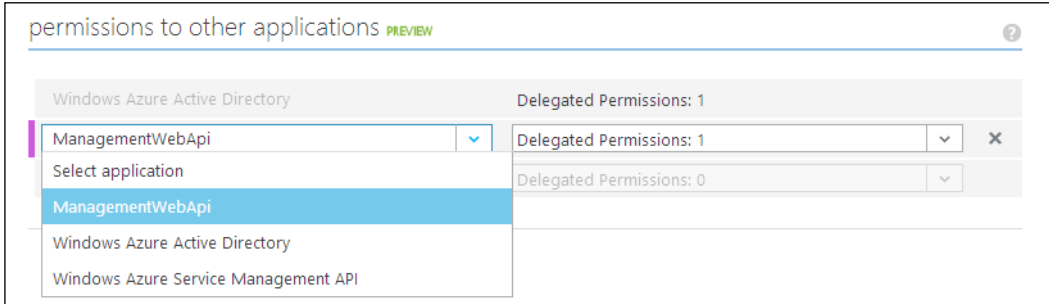 permissions to other applications PREVIEW
Windows Azure Active Directory Delegated Permissions: 1
ManagementWebApi Delegated Permissions: 1
Select application
Delegated Permissions: 0
ManagementWebApi
Windows Azure Active Directory
Windows Azure Service Management API